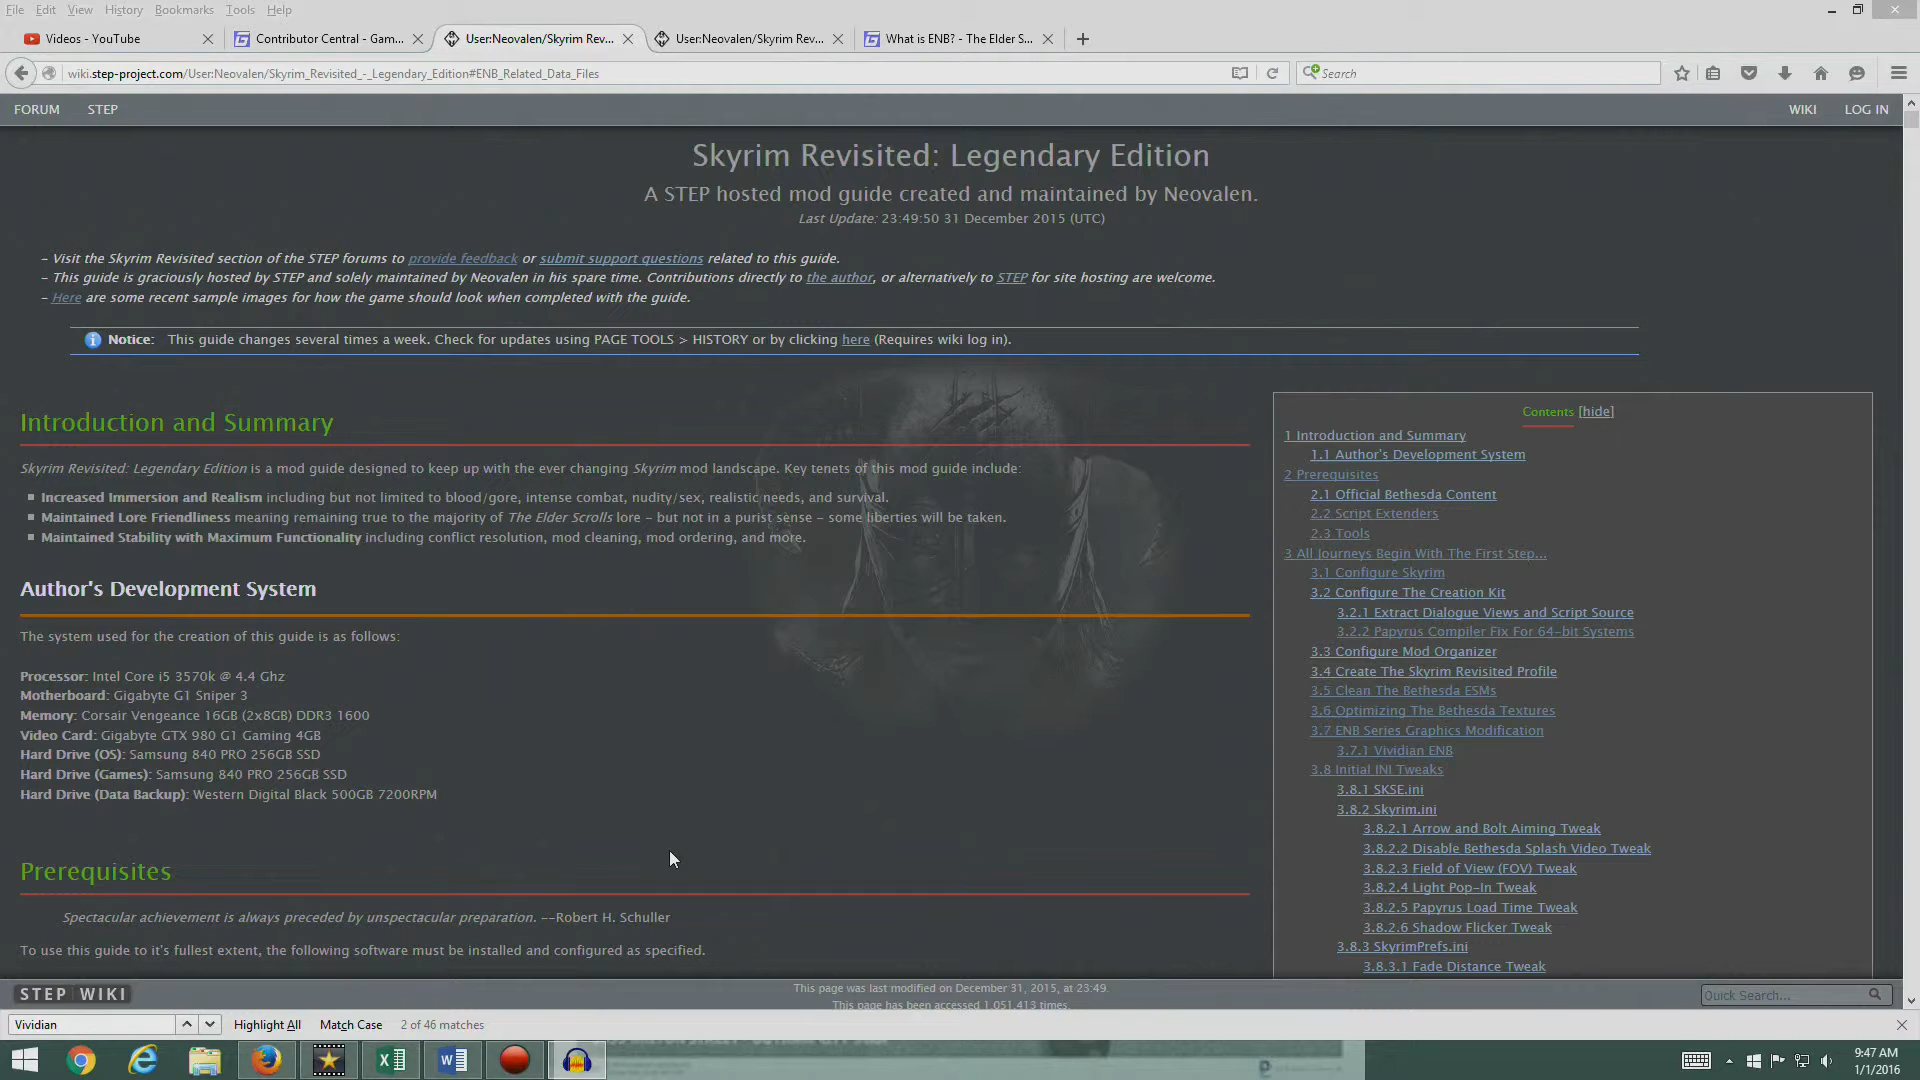 File Edit View History Bookmarks Tools Help
Videos - YouTube
Contributor Central - Gam...
User:Neovalen/Skyrim Rev...
User:Neovalen/Skyrim Rev...
What is ENB? - The Elder S...
wiki.step-project.com/User:Neovalen/Skyrim_Revisited_-_Legendary_Edition#ENB_Related_Data_Files
Search
FORUM STEP WIKI LOG IN
Skyrim Revisited: Legendary Edition
A STEP hosted mod guide created and maintained by Neovalen.
Last Update: 23:49:50 31 December 2015 (UTC)
– Visit the Skyrim Revisited section of the STEP forums to provide feedback or submit support questions related to this guide.
– This guide is graciously hosted by STEP and solely maintained by Neovalen in his spare time. Contributions directly to the author, or alternatively to STEP for site hosting are welcome.
– Here are some recent sample images for how the game should look when completed with the guide.
Notice: This guide changes several times a week. Check for updates using PAGE TOOLS > HISTORY or by clicking here (Requires wiki log in).
Introduction and Summary
Skyrim Revisited: Legendary Edition is a mod guide designed to keep up with the ever changing Skyrim mod landscape. Key tenets of this mod guide include:
Increased Immersion and Realism including but not limited to blood/gore, intense combat, nudity/sex, realistic needs, and survival.
Maintained Lore Friendliness meaning remaining true to the majority of The Elder Scrolls lore – but not in a purist sense – some liberties will be taken.
Maintained Stability with Maximum Functionality including conflict resolution, mod cleaning, mod ordering, and more.
Author's Development System
The system used for the creation of this guide is as follows:
Processor: Intel Core i5 3570k @ 4.4 Ghz
Motherboard: Gigabyte G1 Sniper 3
Memory: Corsair Vengeance 16GB (2x8GB) DDR3 1600
Video Card: Gigabyte GTX 980 G1 Gaming 4GB
Hard Drive (OS): Samsung 840 PRO 256GB SSD
Hard Drive (Games): Samsung 840 PRO 256GB SSD
Hard Drive (Data Backup): Western Digital Black 500GB 7200RPM
Prerequisites
Spectacular achievement is always preceded by unspectacular preparation. --Robert H. Schuller
To use this guide to it's fullest extent, the following software must be installed and configured as specified.
Contents [hide]
1 Introduction and Summary
1.1 Author's Development System
2 Prerequisites
2.1 Official Bethesda Content
2.2 Script Extenders
2.3 Tools
3 All Journeys Begin With The First Step...
3.1 Configure Skyrim
3.2 Configure The Creation Kit
3.2.1 Extract Dialogue Views and Script Source
3.2.2 Papyrus Compiler Fix For 64-bit Systems
3.3 Configure Mod Organizer
3.4 Create The Skyrim Revisited Profile
3.5 Clean The Bethesda ESMs
3.6 Optimizing The Bethesda Textures
3.7 ENB Series Graphics Modification
3.7.1 Vividian ENB
3.8 Initial INI Tweaks
3.8.1 SKSE.ini
3.8.2 Skyrim.ini
3.8.2.1 Arrow and Bolt Aiming Tweak
3.8.2.2 Disable Bethesda Splash Video Tweak
3.8.2.3 Field of View (FOV) Tweak
3.8.2.4 Light Pop-In Tweak
3.8.2.5 Papyrus Load Time Tweak
3.8.2.6 Shadow Flicker Tweak
3.8.3 SkyrimPrefs.ini
3.8.3.1 Fade Distance Tweak
STEP WIKI
This page was last modified on December 31, 2015, at 23:49.
This page has been accessed 1,051,413 times.
Quick Search...
Vividian Highlight All Match Case 2 of 46 matches
9:47 AM
1/1/2016